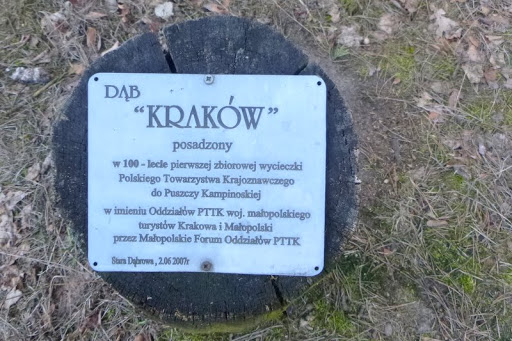 DĄB
"KRAKÓW"
posadzony
w 100 - lecie pierwszej zbiorowej wycieczki
Polskiego Towarzystwa Krajoznawczego
do Puszczy Kampinoskiej
w imieniu Oddziałów PTTK woj. małopolskiego
turystów Krakowa i Małopolski
przez Małopolskie Forum Oddziałów PTTK
Stara Dąbrowa , 2.06 2007r